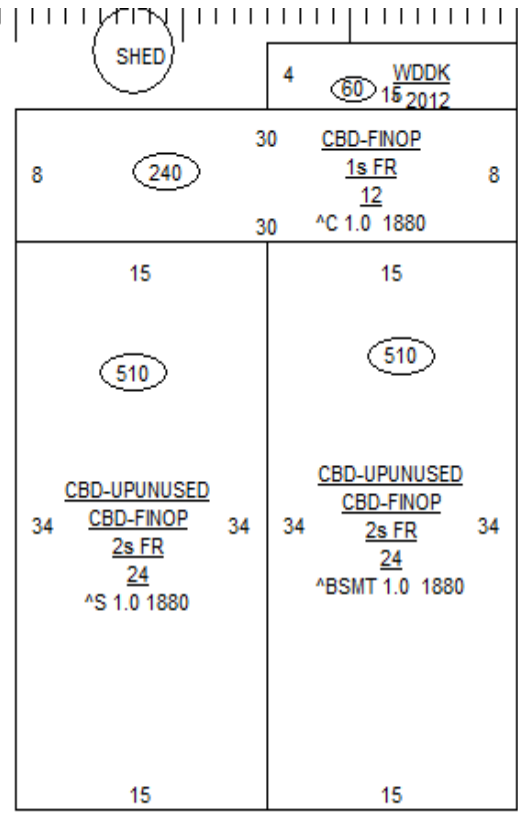 SHED
4 60 WDDK
15 2012
30 CBD-FINOP
8 240 1s FR 8
12
30 ^C 1.0 1880
15 15
510 510
CBD-UPUNUSED
CBD-FINOP
34 2s FR 34
24
^S 1.0 1880
CBD-UPUNUSED
CBD-FINOP
34 2s FR 34
24
^BSMT 1.0 1880
15 15